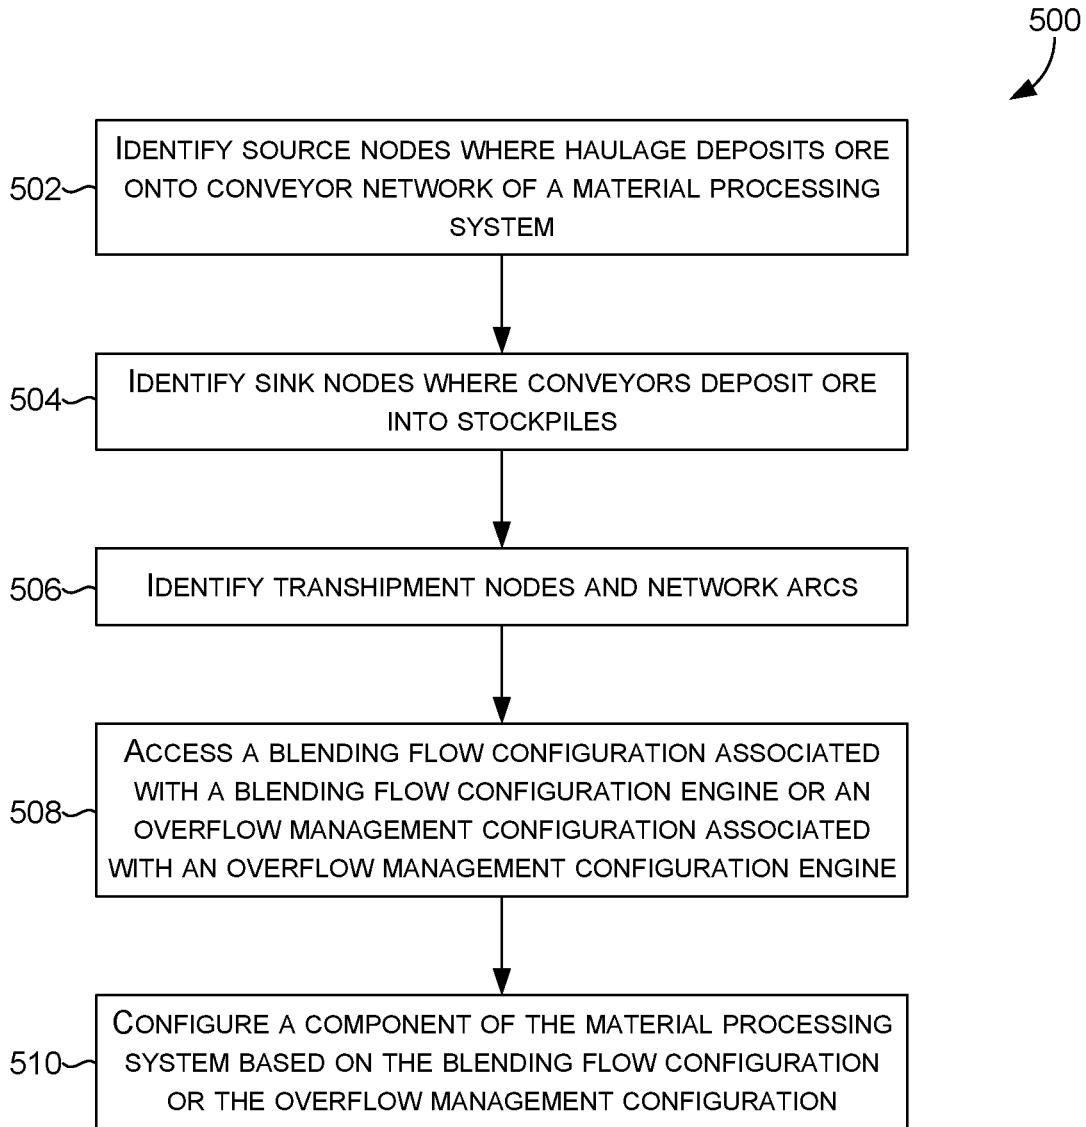 500
IDENTIFY SOURCE NODES WHERE HAULAGE DEPOSITS ORE
502
ONTO CONVEYOR NETWORK OF A MATERIAL PROCESSING
SYSTEM
IDENTIFY SINK NODES WHERE CONVEYORS DEPOSIT ORE
504
INTO STOCKPILES
506
IDENTIFY TRANSHIPMENT NODES AND NETWORK ARCS
ACCESS A BLENDING FLOW CONFIGURATION ASSOCIATED
WITH A BLENDING FLOW CONFIGURATION ENGINE OR AN
508
OVERFLOW MANAGEMENT CONFIGURATION ASSOCIATED
WITH AN OVERFLOW MANAGEMENT CONFIGURATION ENGINE
CONFIGURE A COMPONENT OF THE MATERIAL PROCESSING
510
SYSTEM BASED ON THE BLENDING FLOW CONFIGURATION
OR THE OVERFLOW MANAGEMENT CONFIGURATION